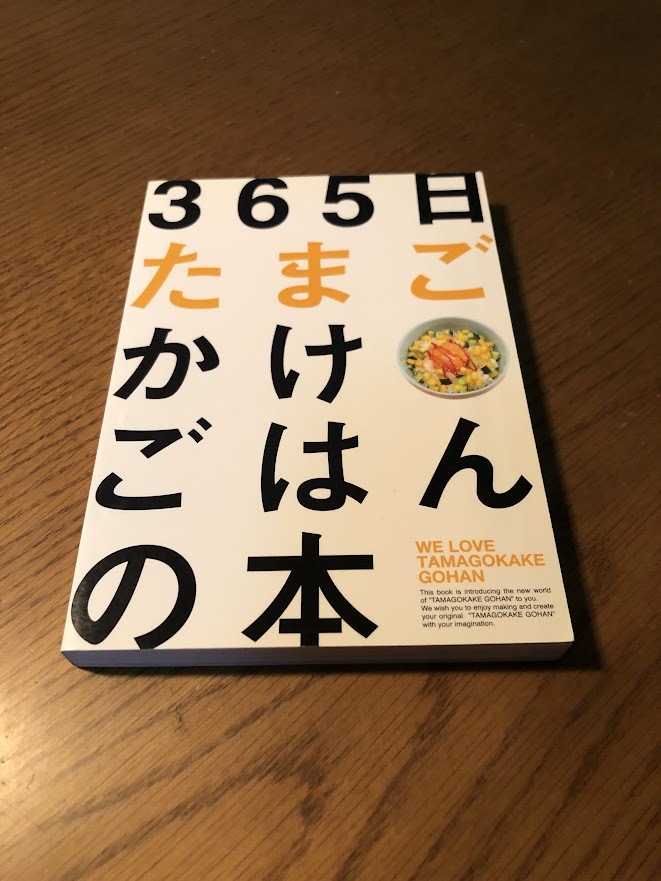 365日
たまご
かけ
ごはん
の本
WE LOVE
TAMAGOKAKE
GOHAN
This book is introducing the new world
of "TAMAGOKAKE GOHAN" to you.
We wish you to enjoy making and create
your original "TAMAGOKAKE GOHAN"
with your imagination.